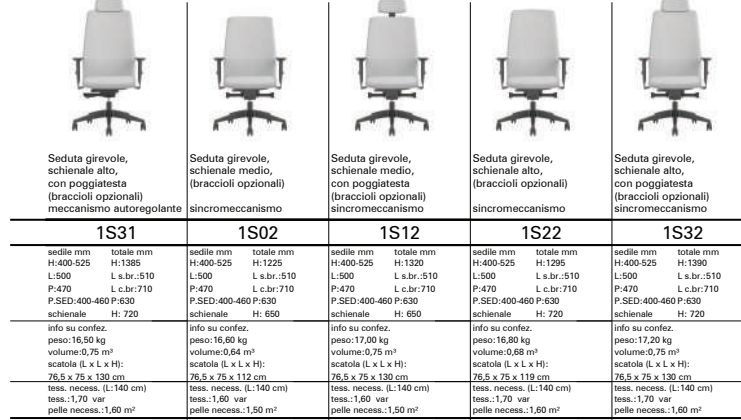 Seduta girevole,
schienale alto,
con poggiatesta
(braccioli opzionali)
meccanismo autoregolante
Seduta girevole,
schienale medio,
(braccioli opzionali)
sincromeccanismo
Seduta girevole,
schienale medio,
con poggiatesta
(braccioli opzionali)
sincromeccanismo
Seduta girevole,
schienale alto,
(braccioli opzionali)
sincromeccanismo
Seduta girevole,
schienale alto,
con poggiatesta
(braccioli opzionali)
sincromeccanismo
1S31 1S02 1S12 1S22 1S32
sedile mm totale mm
H:400-525 H:1385
L:500 L s.br.:510
P:470 L c.br:710
P.SED:400-460 P:630
schienale H: 720
sedile mm totale mm
H:400-525 H:1225
L:500 L s.br.:510
P:470 L c.br:710
P.SED:400-460 P:630
schienale H: 650
sedile mm totale mm
H:400-525 H:1320
L:500 L s.br.:510
P:470 L c.br:710
P.SED:400-460 P:630
schienale H: 650
sedile mm totale mm
H:400-525 H:1295
L:500 L s.br.:510
P:470 L c.br:710
P.SED:400-460 P:630
schienale H: 720
sedile mm totale mm
H:400-525 H:1390
L:500 L s.br.:510
P:470 L c.br:710
P.SED:400-460 P:630
schienale H: 720
info su confez.
peso:16,50 kg
volume:0,75 m³
scatola (L x L x H):
76,5 x 75 x 130 cm
info su confez.
peso:16,60 kg
volume:0,64 m³
scatola (L x L x H):
76,5 x 75 x 112 cm
info su confez.
peso:17,00 kg
volume:0,75 m³
scatola (L x L x H):
76,5 x 75 x 130 cm
info su confez.
peso:16,80 kg
volume:0,68 m³
scatola (L x L x H):
76,5 x 75 x 119 cm
info su confez.
peso:17,20 kg
volume:0,75 m³
scatola (L x L x H):
76,5 x 75 x 130 cm
tess. necess. (L:140 cm)
tess.:1,70 var
pelle necess.:1,60 m²
tess. necess. (L:140 cm)
tess.:1,60 var
pelle necess.:1,50 m²
tess. necess. (L:140 cm)
tess.:1,60 var
pelle necess.:1,50 m²
tess. necess. (L:140 cm)
tess.:1,70 var
pelle necess.:1,60 m²
tess. necess. (L:140 cm)
tess.:1,70 var
pelle necess.:1,60 m²